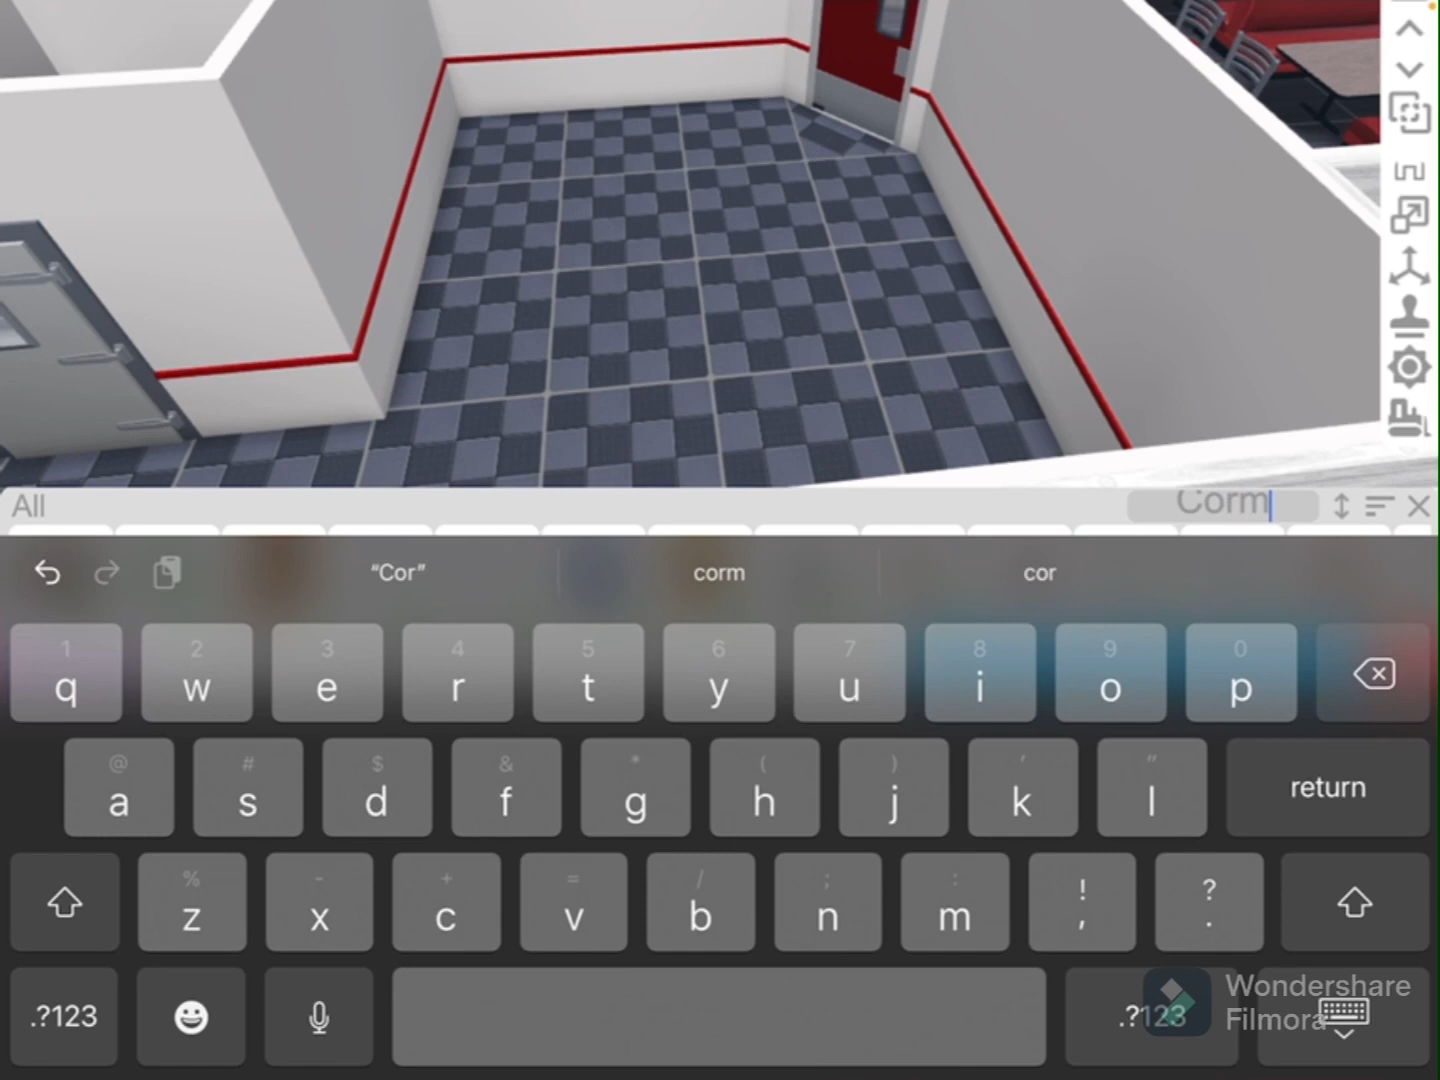 All
Corm
“Cor” corm cor
1 2 3 4 5 6 7 8 9 0
q w e r t y u i o p
@ # $ & * ( ) ' "
a s d f g h j k l return
% - + = / ; : ! ?
z x c v b n m , .
.?123 .?123
Wondershare
Filmora